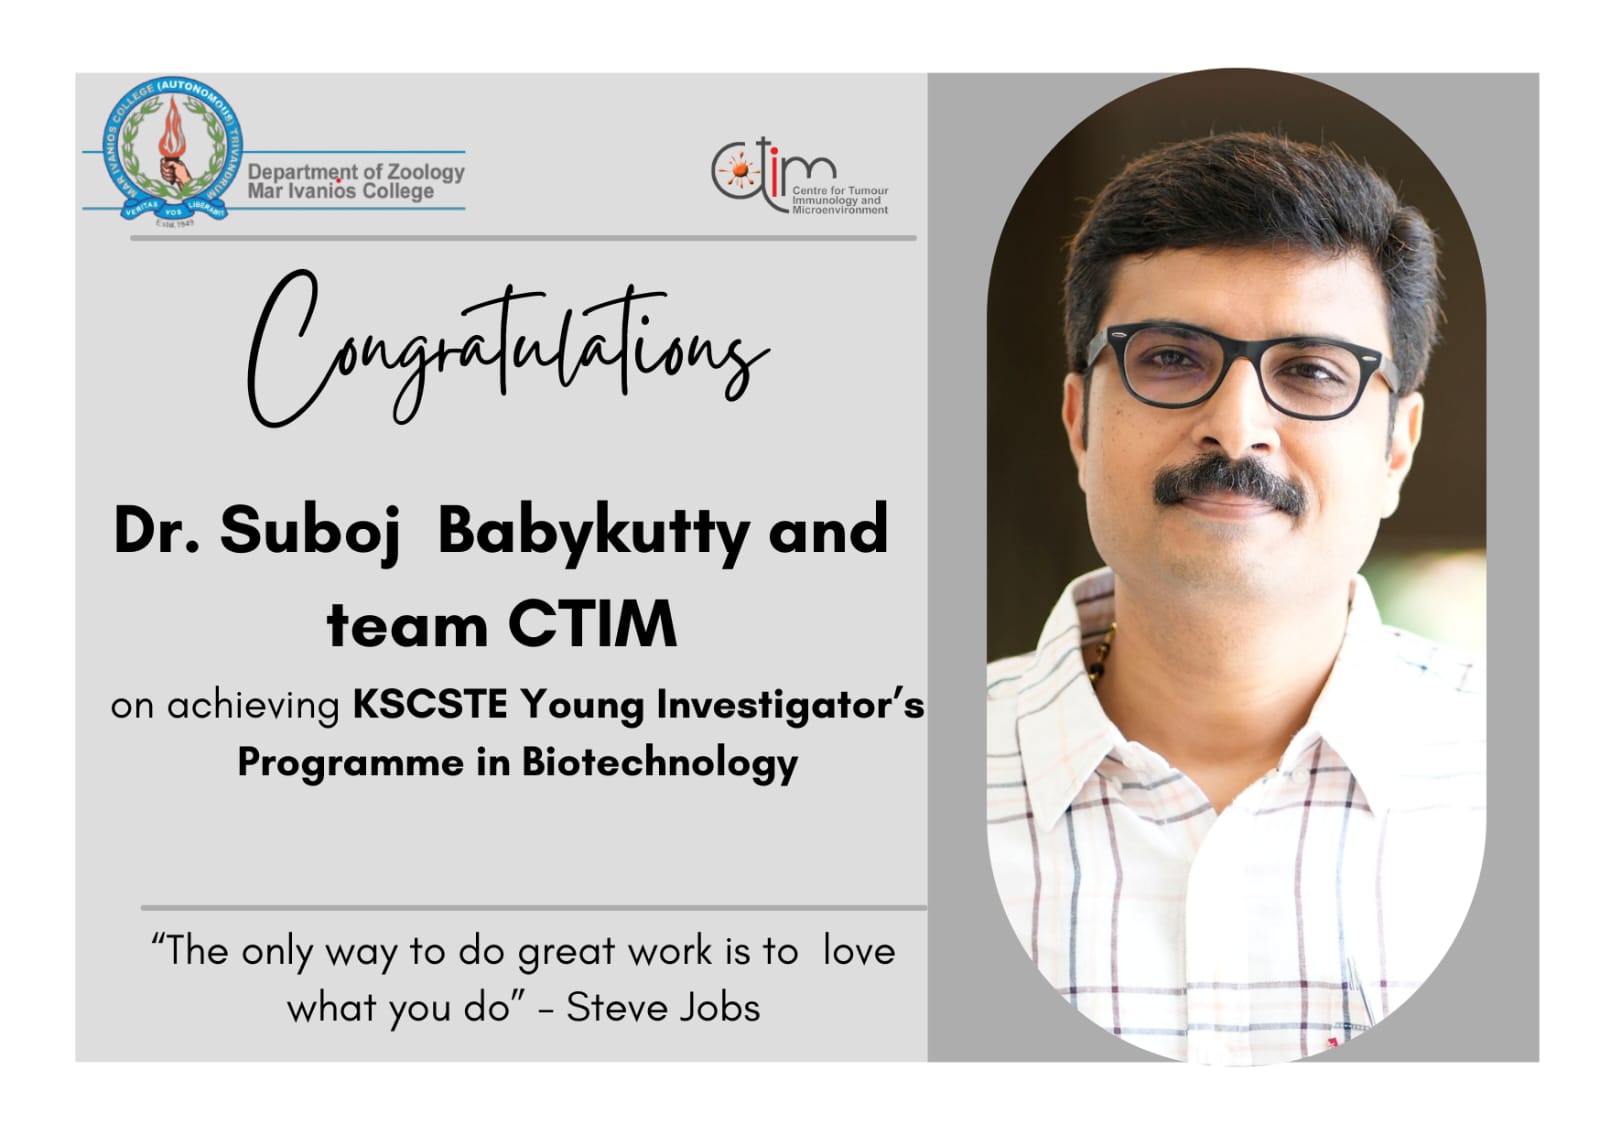 MAR IVANIOS COLLEGE (AUTONOMOUS) TRIVANDRUM
VERITAS VOS LIBERABIT
Estd. 1949
Department of Zoology
Mar Ivanios College
ctim
Centre for Tumour
Immunology and
Microenvironment
Congratulations
Dr. Suboj Babykutty and
team CTIM
on achieving KSCSTE Young Investigator’s
Programme in Biotechnology
“The only way to do great work is to love
what you do” - Steve Jobs